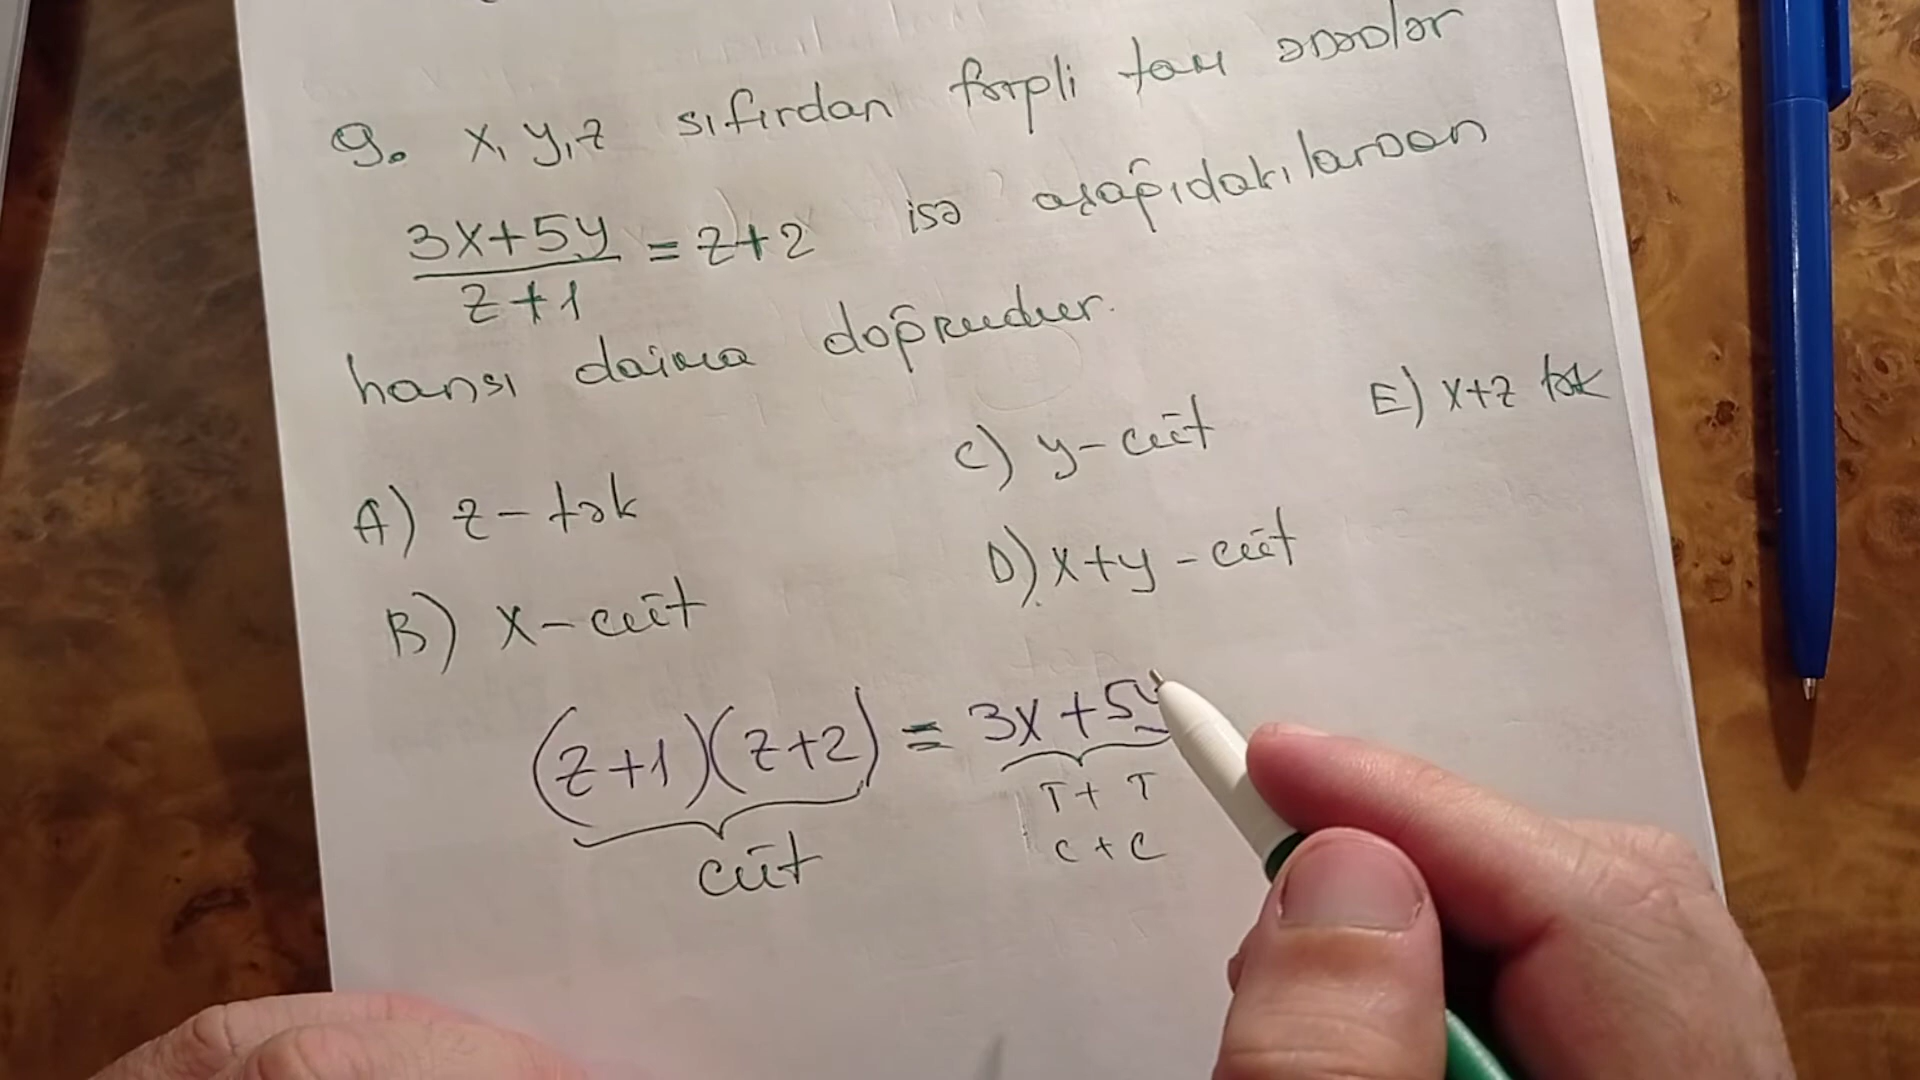 9. x, y, z sıfırdan fərqli tam ədədlər
3x+5y / z+1 = z+2 isə aşağıdakılardan
hansı daima doğrudur.
A) z-tək
B) x-cüt
C) y-cüt
D) x+y-cüt
E) x+z tək
(z+1)(z+2) = 3x+5y
cüt
T+T
C+C